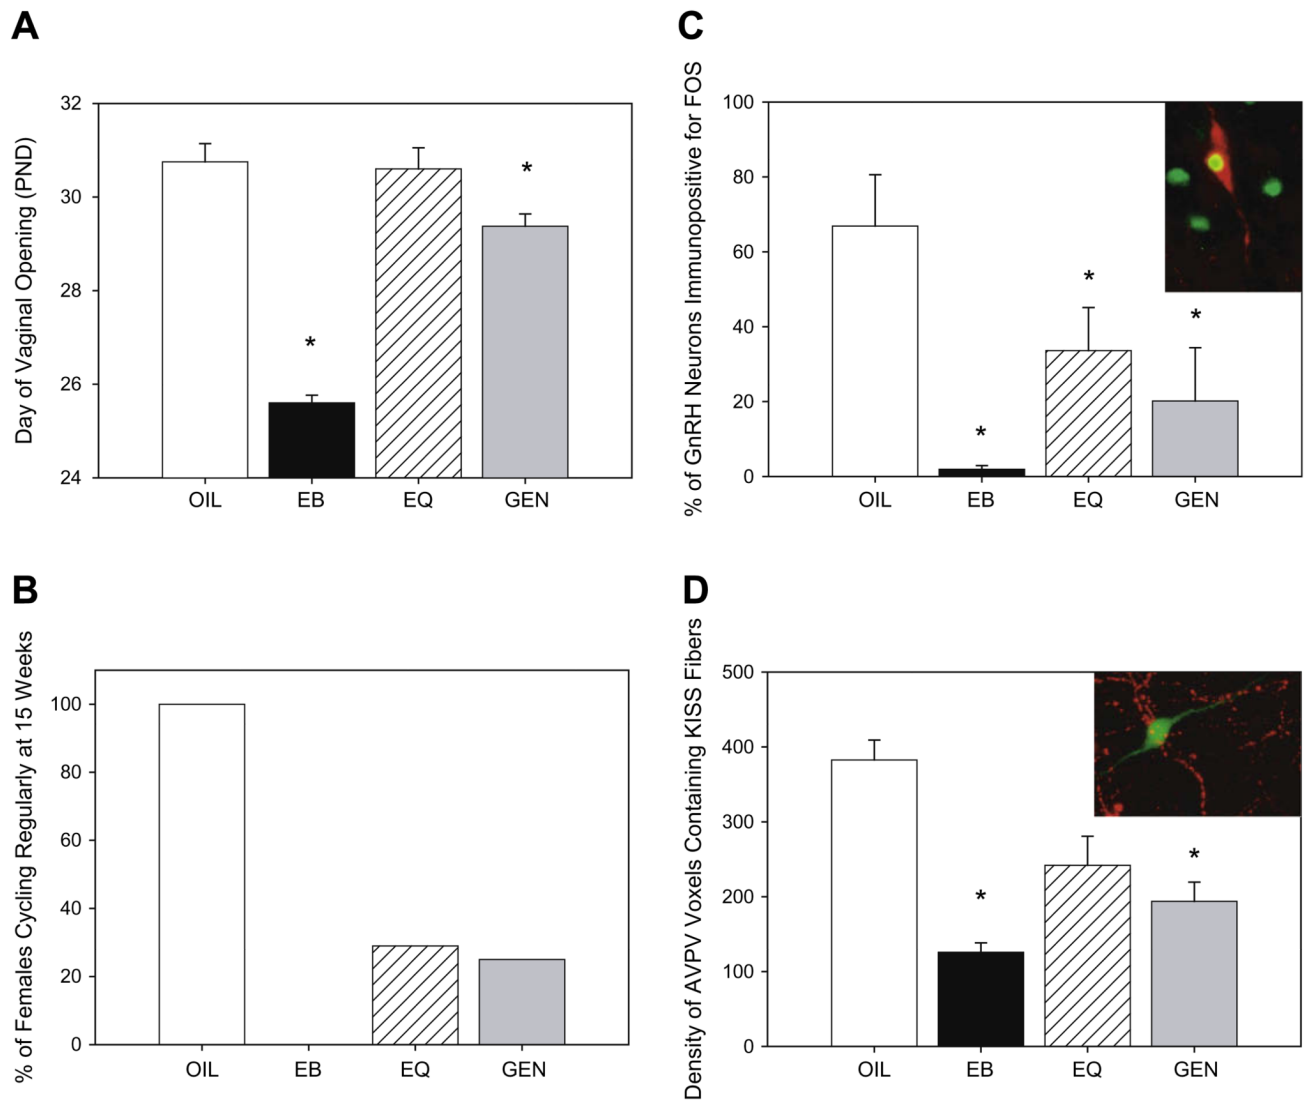 A
Day of Vaginal Opening (PND)
32
30
28
26
24
*
*
OIL EB EQ GEN
C
% of GnRH Neurons Immunopositive for FOS
100
80
60
40
20
0
*
*
*
OIL EB EQ GEN
B
% of Females Cycling Regularly at 15 Weeks
100
80
60
40
20
0
OIL EB EQ GEN
D
Density of AVPV Voxels Containing KISS Fibers
500
400
300
200
100
0
*
*
OIL EB EQ GEN